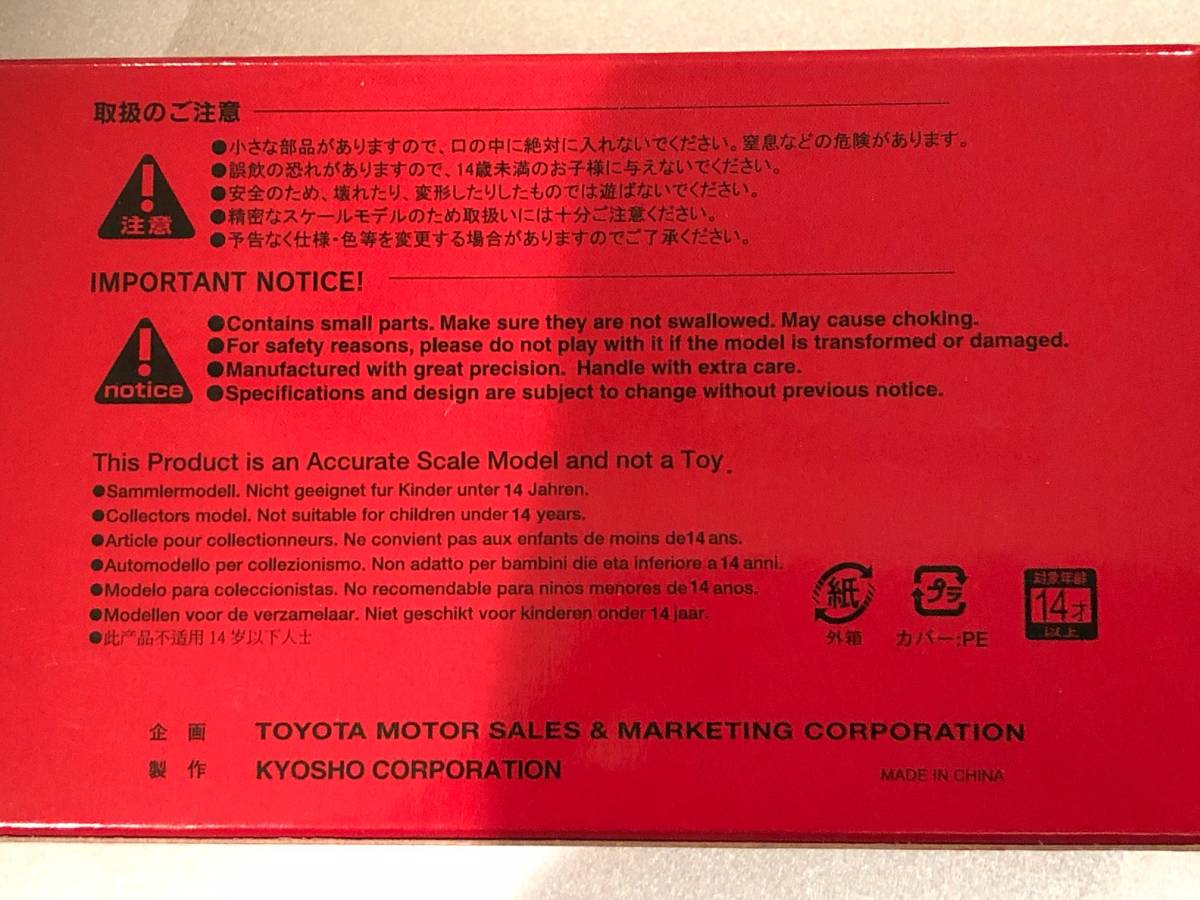 取扱のご注意
●小さな部品がありますので、口の中に絶対に入れないでください。窒息などの危険があります。
●誤飲の恐れがありますので、14歳未満のお子様に与えないでください。
●安全のため、壊れたり、変形したりしたものでは遊ばないでください。
注意
●精密なスケールモデルのため取扱いには十分ご注意ください。
●予告なく仕様・色等を変更する場合がありますのでご了承ください。
IMPORTANT NOTICE!
●Contains small parts. Make sure they are not swallowed. May cause choking.
●For safety reasons, please do not play with it if the model is transformed or damaged.
●Manufactured with great precision. Handle with extra care.
notice
●Specifications and design are subject to change without previous notice.
This Product is an Accurate Scale Model and not a Toy.
●Sammlermodell. Nicht geeignet fur Kinder unter 14 Jahren.
●Collectors model. Not suitable for children under 14 years.
●Article pour collectionneurs. Ne convient pas aux enfants de moins de14 ans.
●Automodello per collezionismo. Non adatto per bambini die eta inferiore a 14 anni.
●Modelo para coleccionistas. No recomendable para ninos menores de 14 anos.
●Modellen voor de verzamelaar. Niet geschikt voor kinderen onder 14 jaar.
●此产品不适用 14 岁以下人士
紙
外箱
プラ
カバー:PE
対象年齢
14才
以上
企画 TOYOTA MOTOR SALES & MARKETING CORPORATION
製作 KYOSHO CORPORATION
MADE IN CHINA